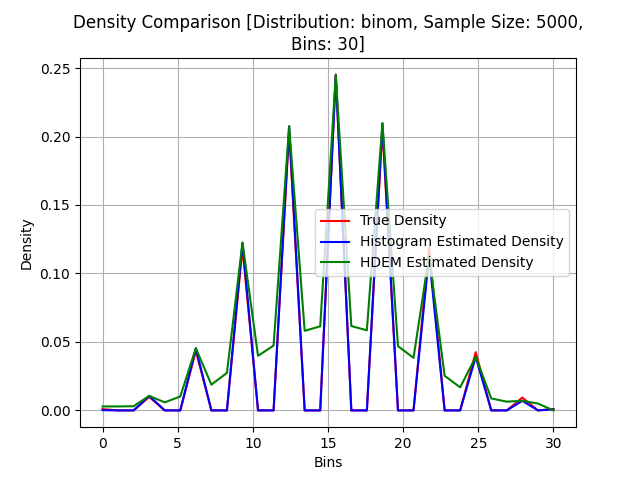 Density Comparison [Distribution: binom, Sample Size: 5000,
Bins: 30]
0.25
0.20
0.15
0.10
0.05
0.00
Density
True Density
Histogram Estimated Density
HDEM Estimated Density
0 5 10 15 20 25 30
Bins